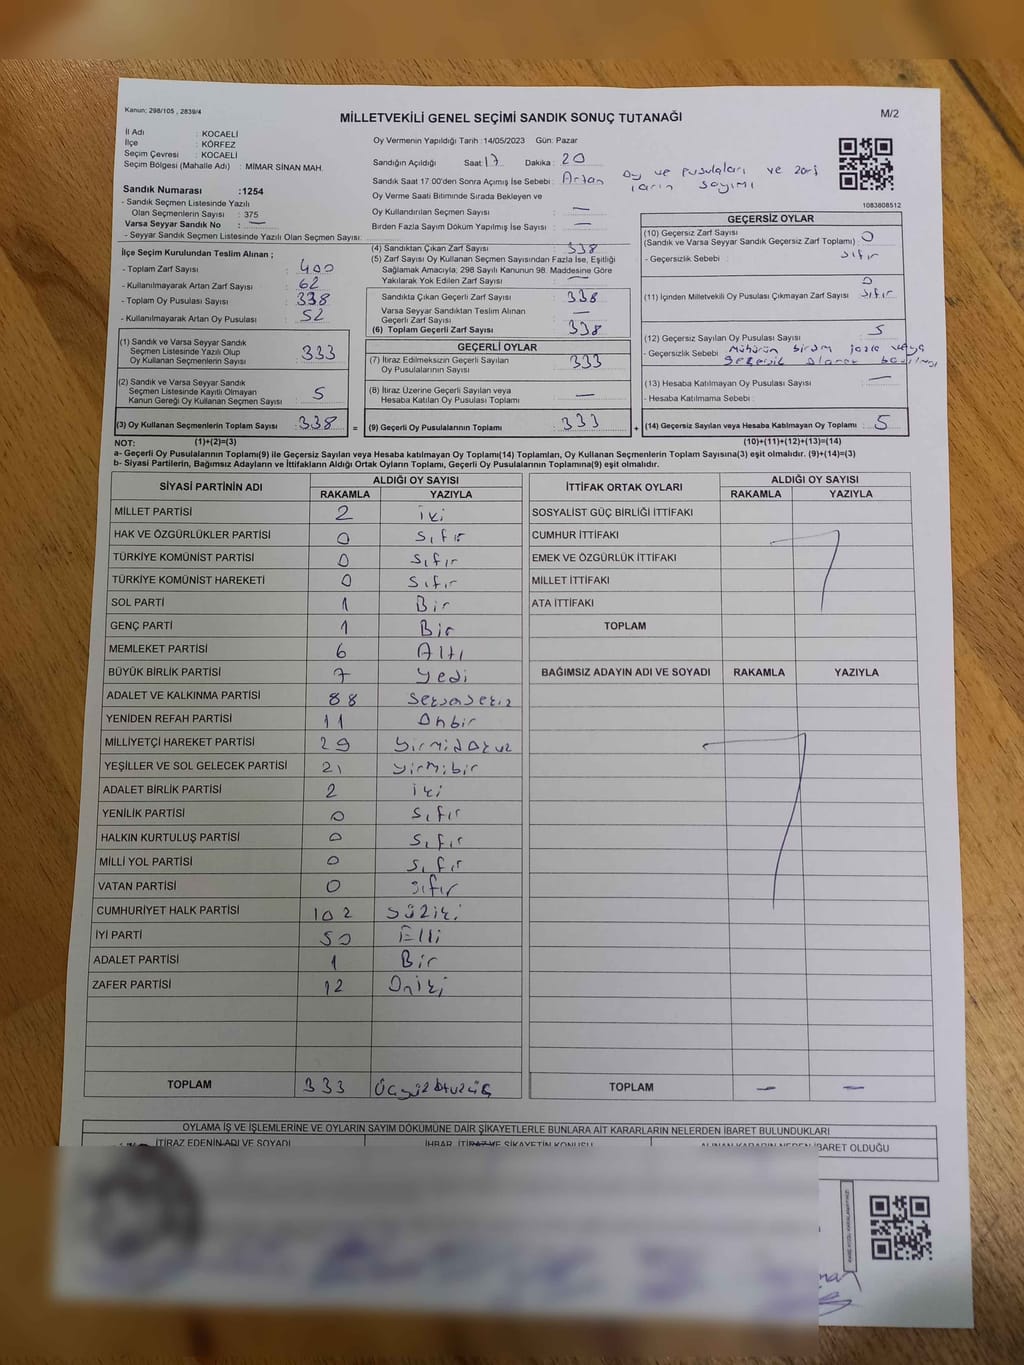 Kanun; 298/105 , 2839/4
MİLLETVEKİLİ GENEL SEÇİMİ SANDIK SONUÇ TUTANAĞI
M/2
İl Adı : KOCAELİ
İlçe : KÖRFEZ
Seçim Çevresi : KOCAELİ
Seçim Bölgesi (Mahalle Adı) : MİMAR SİNAN MAH.
Sandık Numarası :1254
- Sandık Seçmen Listesinde Yazılı
Olan Seçmenlerin Sayısı : 375
Varsa Seyyar Sandık No : —
- Seyyar Sandık Seçmen Listesinde Yazılı Olan Seçmen Sayısı:
Oy Vermenin Yapıldığı Tarih :14/05/2023 Gün: Pazar
Sandığın Açıldığı Saat: 17 Dakika : 20
Sandık Saat 17:00'den Sonra Açımış İse Sebebi : Artan oy ve pusulaları ve zarf
ların sayımı
Oy Verme Saati Bitiminde Sırada Bekleyen ve
Oy Kullandırılan Seçmen Sayısı : —
Birden Fazla Sayım Döküm Yapılmış İse Sayısı : —
1083808512
İlçe Seçim Kurulundan Teslim Alınan ;
- Toplam Zarf Sayısı : 400
- Kullanılmayarak Artan Zarf Sayısı : 62
- Toplam Oy Pusulası Sayısı : 338
- Kullanılmayarak Artan Oy Pusulası : 52
(1) Sandık ve Varsa Seyyar Sandık
Seçmen Listesinde Yazılı Olup
Oy Kullanan Seçmenlerin Sayısı : 333
(2) Sandık ve Varsa Seyyar Sandık
Seçmen Listesinde Kayıtlı Olmayan
Kanun Gereği Oy Kullanan Seçmen Sayısı : 5
(3) Oy Kullanan Seçmenlerin Toplam Sayısı : 338 =
(4) Sandıktan Çıkan Zarf Sayısı : 338
(5) Zarf Sayısı Oy Kullanan Seçmen Sayısından Fazla İse, Eşitliği
Sağlamak Amacıyla; 298 Sayılı Kanunun 98. Maddesine Göre
Yakılarak Yok Edilen Zarf Sayısı : —
Sandıkta Çıkan Geçerli Zarf Sayısı : 338
Varsa Seyyar Sandıktan Teslim Alınan
Geçerli Zarf Sayısı : —
(6) Toplam Geçerli Zarf Sayısı : 338
GEÇERLİ OYLAR
(7) İtiraz Edilmeksizin Geçerli Sayılan
Oy Pusulalarının Sayısı : 333
(8) İtiraz Üzerine Geçerli Sayılan veya
Hesaba Katılan Oy Pusulası Toplamı : —
(9) Geçerli Oy Pusulalarının Toplamı : 333 +
GEÇERSİZ OYLAR
(10) Geçersiz Zarf Sayısı
(Sandık ve Varsa Seyyar Sandık Geçersiz Zarf Toplamı) : 0
- Geçersizlik Sebebi : sıfır
0
(11) İçinden Milletvekili Oy Pusulası Çıkmayan Zarf Sayısı : sıfır
(12) Geçersiz Sayılan Oy Pusulası Sayısı : 5
- Geçersizlik Sebebi : Mühürün birden fazla veya
geçersiz olarak
(13) Hesaba Katılmayan Oy Pusulası Sayısı : —
- Hesaba Katılmama Sebebi :
(14) Geçersiz Sayılan veya Hesaba Katılmayan Oy Toplamı : 5
NOT: (1)+(2)=(3) (10)+(11)+(12)+(13)=(14)
a- Geçerli Oy Pusulalarının Toplamı(9) ile Geçersiz Sayılan veya Hesaba katılmayan oy Toplamı(14) Toplamları, Oy Kullanan Seçmenlerin Toplam Sayısına(3) eşit olmalıdır. (9)+(14)=(3)
b- Siyasi Partilerin, Bağımsız Adayların ve İttifakların Aldığı Ortak Oyların Toplamı, Geçerli Oy Pusulalarının Toplamına(9) eşit olmalıdır.
SİYASİ PARTİNİN ADI ALDIĞI OY SAYISI
RAKAMLA YAZIYLA
MİLLET PARTİSİ 2 iki
HAK VE ÖZGÜRLÜKLER PARTİSİ 0 Sıfır
TÜRKİYE KOMÜNİST PARTİSİ 0 Sıfır
TÜRKİYE KOMÜNİST HAREKETİ 0 Sıfır
SOL PARTİ 1 Bir
GENÇ PARTİ 1 Bir
MEMLEKET PARTİSİ 6 Altı
BÜYÜK BİRLİK PARTİSİ 7 Yedi
ADALET VE KALKINMA PARTİSİ 88 Seksensekiz
YENİDEN REFAH PARTİSİ 11 Onbir
MİLLİYETÇİ HAREKET PARTİSİ 29 Yirmidokuz
YEŞİLLER VE SOL GELECEK PARTİSİ 21 yirmibir
ADALET BİRLİK PARTİSİ 2 iki
YENİLİK PARTİSİ 0 Sıfır
HALKIN KURTULUŞ PARTİSİ 0 Sıfır
MİLLİ YOL PARTİSİ 0 Sıfır
VATAN PARTİSİ 0 Sıfır
CUMHURİYET HALK PARTİSİ 102 yüziki
İYİ PARTİ 50 Elli
ADALET PARTİSİ 1 Bir
ZAFER PARTİSİ 12 Oniki
TOPLAM 333 üçyüzotuzüç
İTTİFAK ORTAK OYLARI ALDIĞI OY SAYISI
RAKAMLA YAZIYLA
SOSYALİST GÜÇ BİRLİĞİ İTTİFAKI
CUMHUR İTTİFAKI
EMEK VE ÖZGÜRLÜK İTTİFAKI
MİLLET İTTİFAKI
ATA İTTİFAKI
TOPLAM
BAĞIMSIZ ADAYIN ADI VE SOYADI RAKAMLA YAZIYLA
TOPLAM — —
OYLAMA İŞ VE İŞLEMLERİNE VE OYLARIN SAYIM DÖKÜMÜNE DAİR ŞİKAYETLERLE BUNLARA AİT KARARLARIN NELERDEN İBARET BULUNDUKLARI
İTİRAZ EDENİN ADI VE SOYADI İHBAR, İTİRAZ VE ŞİKAYETİN KONUSU ALINAN KARARIN NEDEN İBARET OLDUĞU